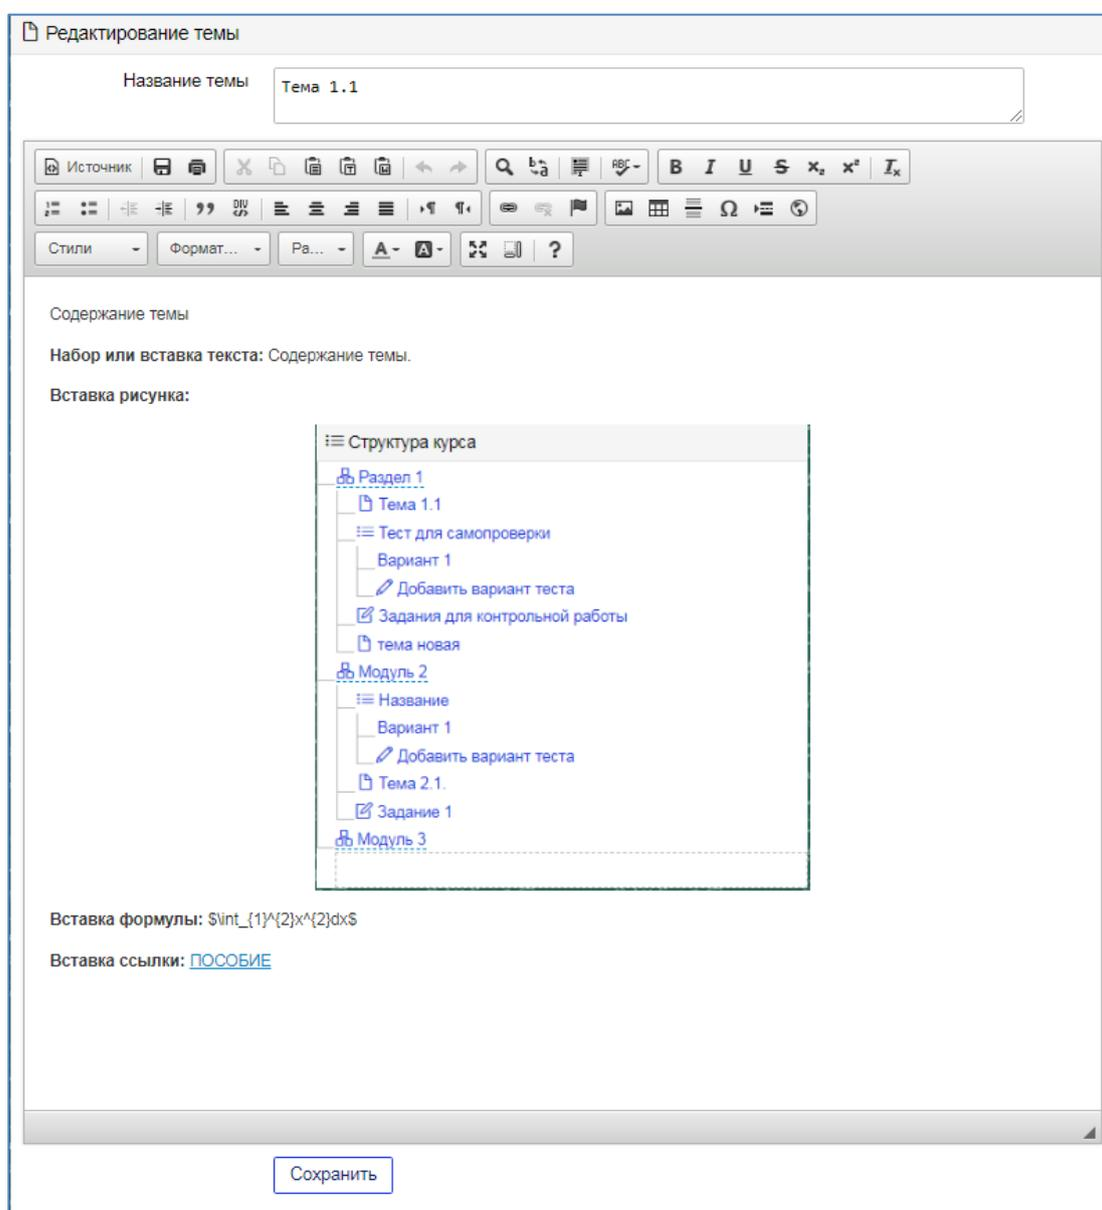 Редактирование темы
Название темы
Тема 1.1
Источник
Стили
Формат...
Ра...
Содержание темы
Набор или вставка текста: Содержание темы.
Вставка рисунка:
Структура курса
Раздел 1
Тема 1.1
Тест для самопроверки
Вариант 1
Добавить вариант теста
Задания для контрольной работы
тема новая
Модуль 2
Название
Вариант 1
Добавить вариант теста
Тема 2.1.
Задание 1
Модуль 3
Вставка формулы: $\int_{1}^{2}x^{2}dx$
Вставка ссылки: ПОСОБИЕ
Сохранить